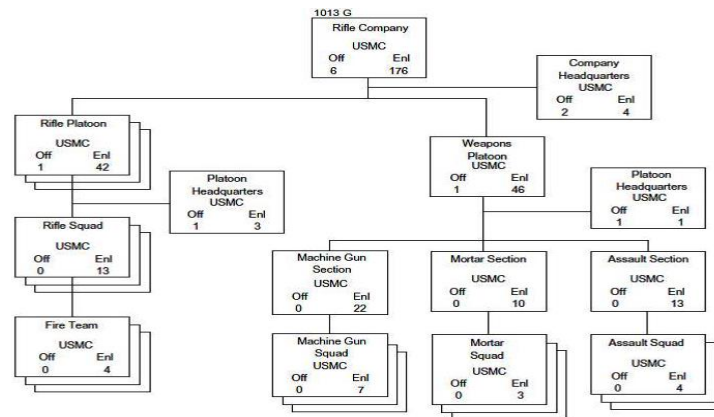 1013 G
Rifle Company
USMC
Off Enl
6 176
Company
Headquarters
USMC
Off Enl
2 4
Rifle Platoon
USMC
Off Enl
1 42
Weapons
Platoon
USMC
Off Enl
1 46
Platoon
Headquarters
USMC
Off Enl
1 3
Platoon
Headquarters
USMC
Off Enl
1 1
Rifle Squad
USMC
Off Enl
0 13
Machine Gun
Section
USMC
Off Enl
0 22
Mortar Section
USMC
Off Enl
0 10
Assault Section
USMC
Off Enl
0 13
Fire Team
USMC
Off Enl
0 4
Machine Gun
Squad
USMC
Off Enl
0 7
Mortar
Squad
USMC
Off Enl
0 3
Assault Squad
USMC
Off Enl
0 4